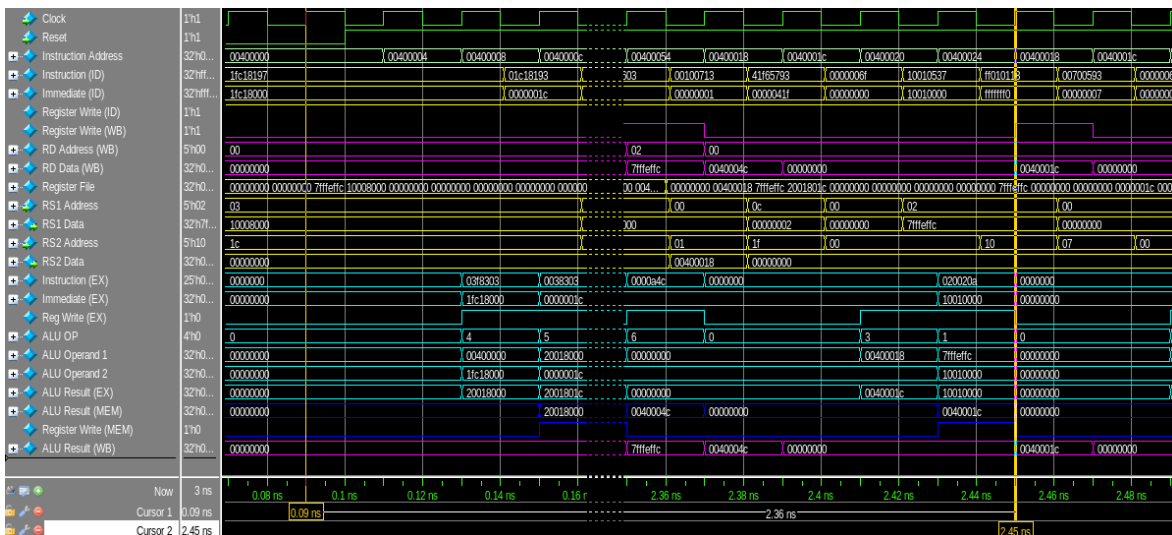 Clock 1'h1
Reset 1'h1
Instruction Address 32'h0... 00400000 00400004 00400008 0040000c 00400054 00400018 0040001c 00400020 00400024 00400018 0040001c
Instruction (ID) 32'hff... 1fc18197 01c18193 503 00100713 41f65793 0000006f 10010537 ff010113 00700593 0000006
Immediate (ID) 32'hfff... 1fc18000 0000001c 00000001 0000041f 00000000 10010000 fffffff0 00000007 0000000
Register Write (ID) 1'h1
Register Write (WB) 1'h1
RD Address (WB) 5'h00 00 02 00
RD Data (WB) 32'h0... 00000000 7fffeffc 0040004c 00000000 0040001c 00000000
Register File 00000000 00000000 7fffeffc 10008000 00000000 00000000 00000000 00000000 000000 00 004... 00000000 00400018 7fffeffc 2001801c 00000000 00000000 00000000 00000000 7fffeffc 00000000 00000000 0000001c 000
RS1 Address 5'h02 03 00 0c 00 02 00
RS1 Data 32'h7f... 10008000 000 00000002 00000000 7fffeffc 00000000
RS2 Address 5'h10 1c 01 1f 00 10 07 00
RS2 Data 32'h0... 00000000 00400018 00000000
Instruction (EX) 25'h0... 0000000 03f8303 0038303 0000a4c 0000000 020020a 0000000
Immediate (EX) 32'h0... 00000000 1fc18000 0000001c 10010000 00000000
Reg Write (EX) 1'h0
ALU OP 4'h0 0 4 5 6 0 3 1 0
ALU Operand 1 32'h0... 00000000 00400000 20018000 00000000 00400018 7fffeffc 00000000
ALU Operand 2 32'h0... 00000000 1fc18000 0000001c 10010000 00000000
ALU Result (EX) 32'h0... 00000000 20018000 2001801c 00000000 0040001c 10010000 00000000
ALU Result (MEM) 32'h0... 00000000 20018000 0040004c 00000000 0040001c 00000000
Register Write (MEM) 1'h0
ALU Result (WB) 32'h0... 00000000 7fffeffc 0040004c 00000000 0040001c 00000000
Now 3 ns 0.08 ns 0.1 ns 0.12 ns 0.14 ns 0.16 2.36 ns 2.38 ns 2.4 ns 2.42 ns 2.44 ns 2.46 ns 2.48 ns
Cursor 1 0.09 ns 0.09 ns 2.36 ns
Cursor 2 2.45 ns 2.45 ns